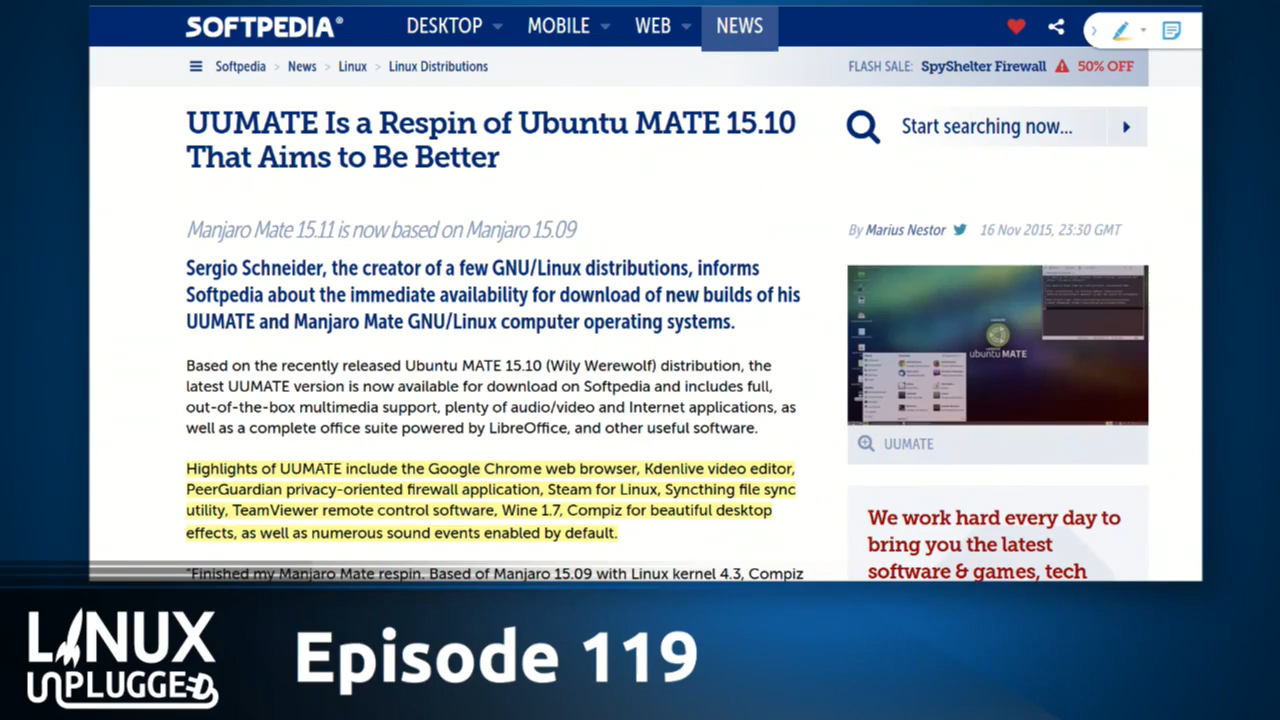 SOFTPEDIA®
DESKTOP
MOBILE
WEB
NEWS
Softpedia > News > Linux > Linux Distributions
FLASH SALE: SpyShelter Firewall 50% OFF
UUMATE Is a Respin of Ubuntu MATE 15.10
That Aims to Be Better
Start searching now...
Manjaro Mate 15.11 is now based on Manjaro 15.09
By Marius Nestor 16 Nov 2015, 23:30 GMT
Sergio Schneider, the creator of a few GNU/Linux distributions, informs
Softpedia about the immediate availability for download of new builds of his
UUMATE and Manjaro Mate GNU/Linux computer operating systems.
Based on the recently released Ubuntu MATE 15.10 (Wily Werewolf) distribution, the
latest UUMATE version is now available for download on Softpedia and includes full,
out-of-the-box multimedia support, plenty of audio/video and Internet applications, as
well as a complete office suite powered by LibreOffice, and other useful software.
ubuntu MATE
UUMATE
Highlights of UUMATE include the Google Chrome web browser, Kdenlive video editor,
PeerGuardian privacy-oriented firewall application, Steam for Linux, Syncthing file sync
utility, TeamViewer remote control software, Wine 1.7, Compiz for beautiful desktop
effects, as well as numerous sound events enabled by default.
"Finished my Manjaro Mate respin. Based of Manjaro 15.09 with Linux kernel 4.3, Compiz
We work hard every day to
bring you the latest
software & games, tech
LINUX
UNPLUGGED
Episode 119